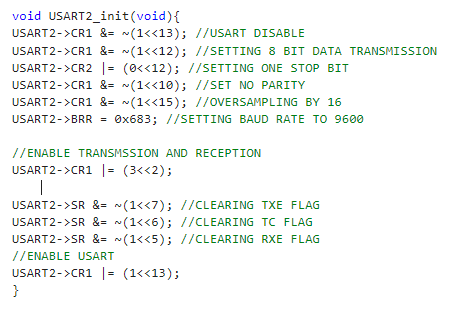 void USART2_init(void){
USART2->CR1 &= ~(1<<13); //USART DISABLE
USART2->CR1 &= ~(1<<12); //SETTING 8 BIT DATA TRANSMISSION
USART2->CR2 |= (0<<12); //SETTING ONE STOP BIT
USART2->CR1 &= ~(1<<10); //SET NO PARITY
USART2->CR1 &= ~(1<<15); //OVERSAMPLING BY 16
USART2->BRR = 0x683; //SETTING BAUD RATE TO 9600
//ENABLE TRANSMSSION AND RECEPTION
USART2->CR1 |= (3<<2);
USART2->SR &= ~(1<<7); //CLEARING TXE FLAG
USART2->SR &= ~(1<<6); //CLEARING TC FLAG
USART2->SR &= ~(1<<5); //CLEARING RXE FLAG
//ENABLE USART
USART2->CR1 |= (1<<13);
}